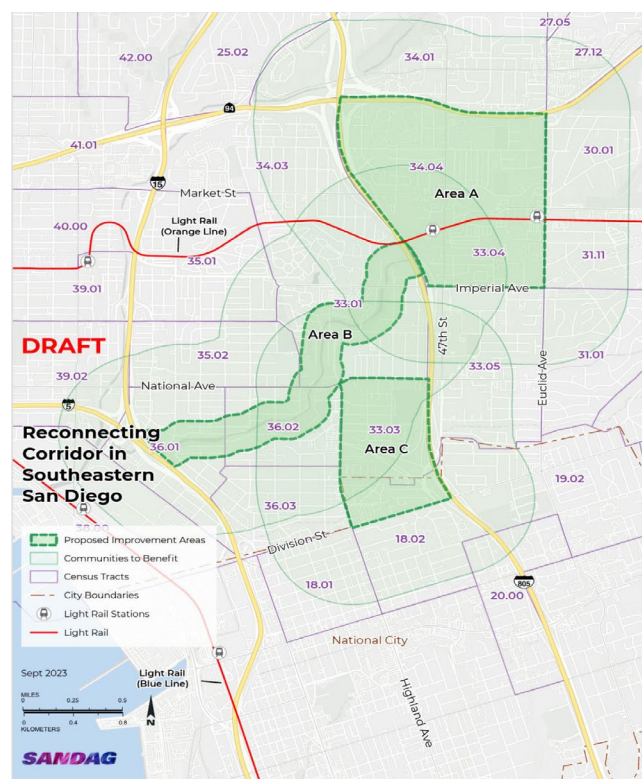 27.05
42.00
25.02
34.01
27.12
94
41.01
34.03
34.04
30.01
15
Market St
Area A
Light Rail
(Orange Line)
40.00
35.01
33.04
31.11
39.01
Imperial Ave
33.01
Area B
47th St
DRAFT
35.02
33.05
31.01
39.02
National Ave
Euclid Ave
5
Reconnecting
Corridor in
Southeastern
San Diego
36.01
36.02
33.03
Area C
19.02
36.03
Proposed Improvement Areas
Communities to Benefit
Census Tracts
City Boundaries
Light Rail Stations
Light Rail
Division St
18.02
18.01
805
20.00
National City
Sept 2023
Light Rail
(Blue Line)
Highland Ave
MILES
0 0.25 0.5
0 0.4 0.8
KILOMETERS
N
SANDAG